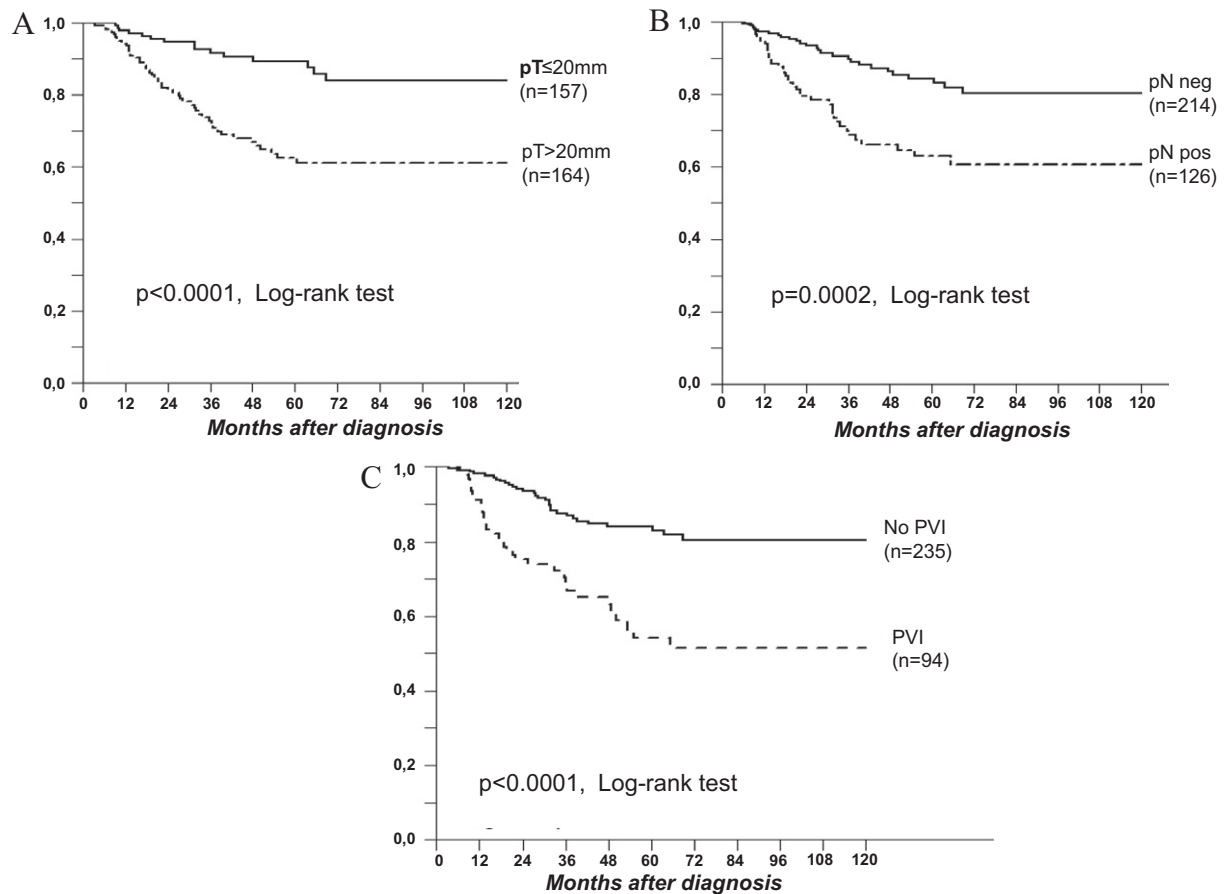 A
1,0
0,8
0,6
0,4
0,2
0,0
pT≤20mm
(n=157)
pT>20mm
(n=164)
p<0.0001, Log-rank test
0 12 24 36 48 60 72 84 96 108 120
Months after diagnosis
B
1,0
0,8
0,6
0,4
0,2
0,0
pN neg
(n=214)
pN pos
(n=126)
p=0.0002, Log-rank test
0 12 24 36 48 60 72 84 96 108 120
Months after diagnosis
C
1,0
0,8
0,6
0,4
0,2
0,0
No PVI
(n=235)
PVI
(n=94)
p<0.0001, Log-rank test
0 12 24 36 48 60 72 84 96 108 120
Months after diagnosis